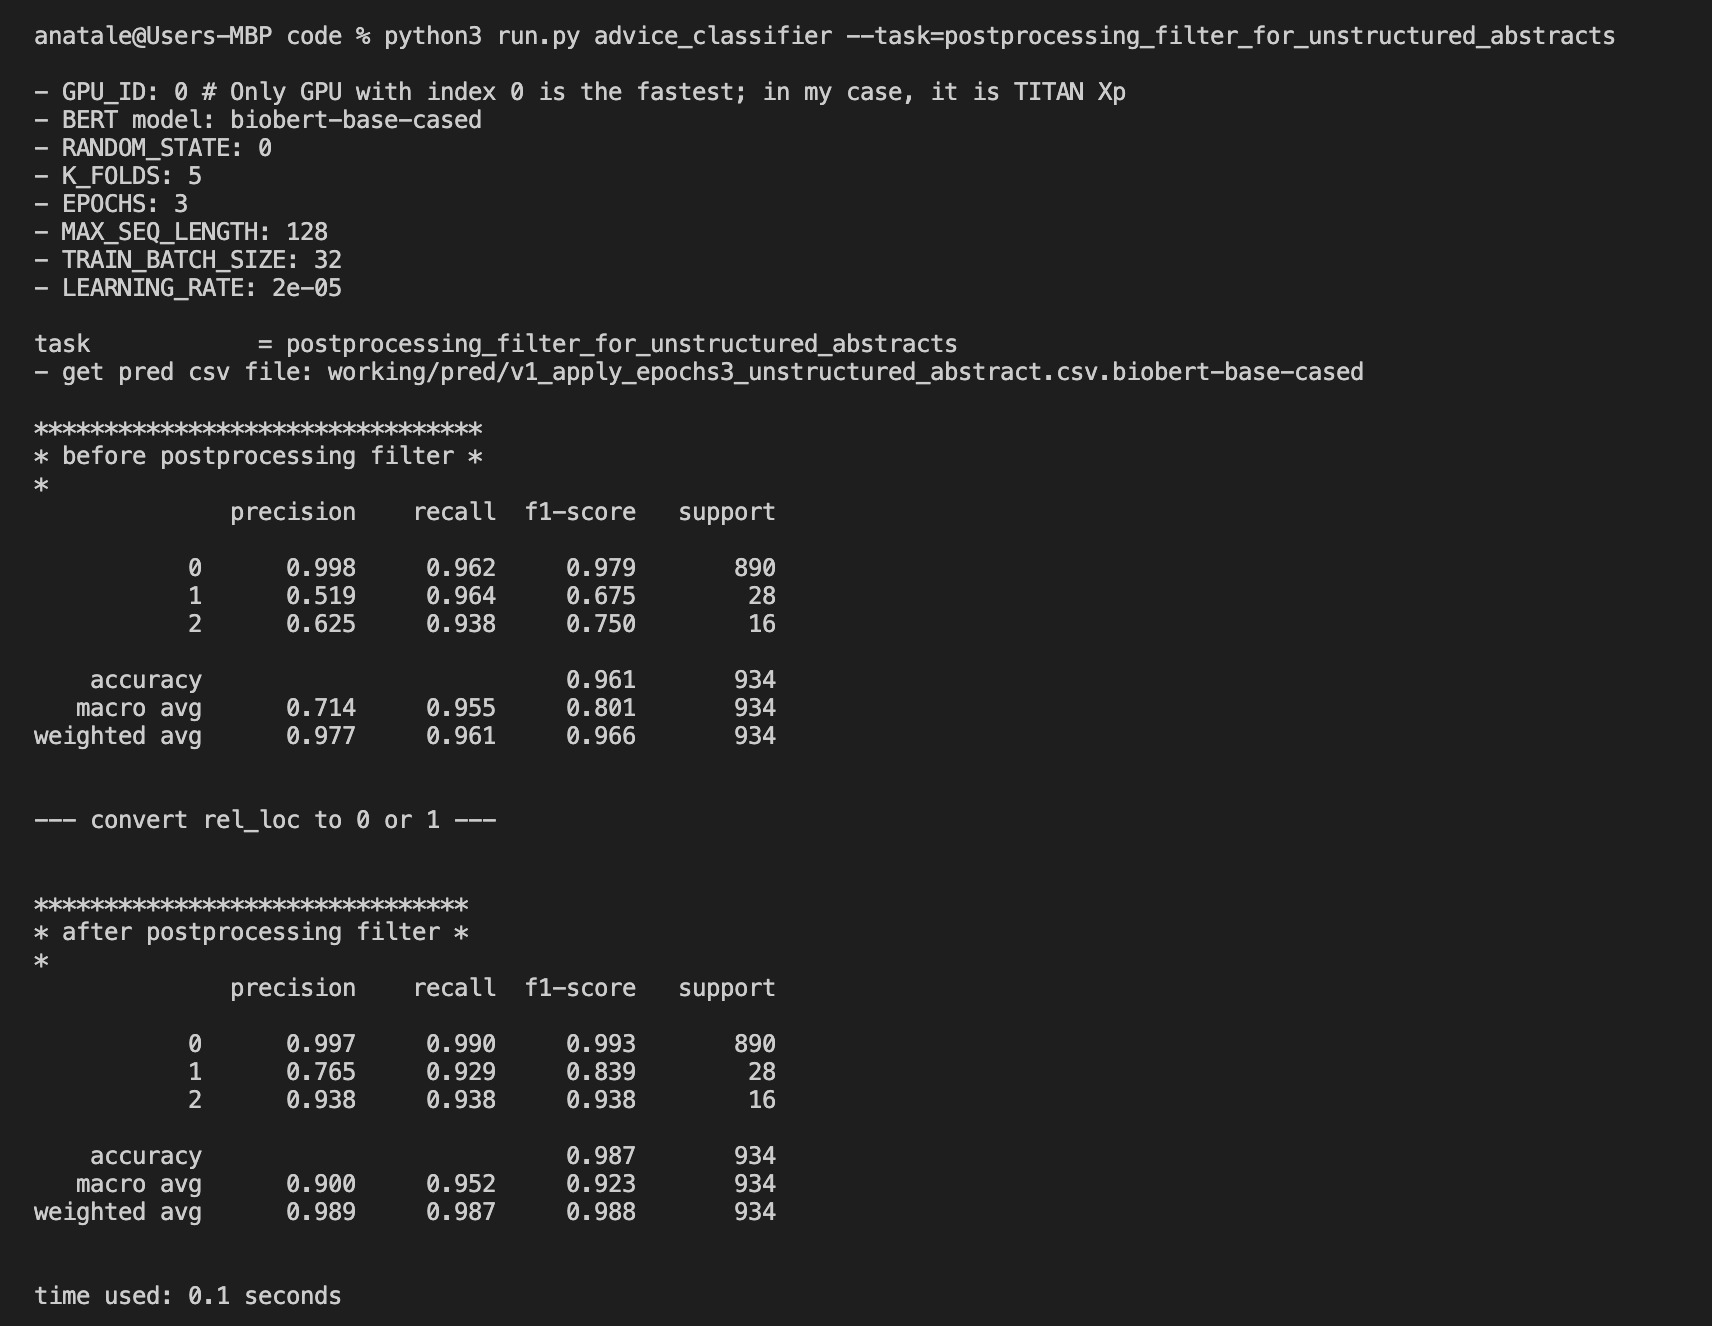 anatale@Users-MBP code % python3 run.py advice_classifier --task=postprocessing_filter_for_unstructured_abstracts
- GPU_ID: 0 # Only GPU with index 0 is the fastest; in my case, it is TITAN Xp
- BERT model: biobert-base-cased
- RANDOM_STATE: 0
- K_FOLDS: 5
- EPOCHS: 3
- MAX_SEQ_LENGTH: 128
- TRAIN_BATCH_SIZE: 32
- LEARNING_RATE: 2e-05
task            = postprocessing_filter_for_unstructured_abstracts
- get pred csv file: working/pred/v1_apply_epochs3_unstructured_abstract.csv.biobert-base-cased
********************************
* before postprocessing filter *
*
              precision    recall  f1-score   support
           0      0.998     0.962     0.979       890
           1      0.519     0.964     0.675        28
           2      0.625     0.938     0.750        16
    accuracy                          0.961       934
   macro avg      0.714     0.955     0.801       934
weighted avg      0.977     0.961     0.966       934
--- convert rel_loc to 0 or 1 ---
*******************************
* after postprocessing filter *
*
              precision    recall  f1-score   support
           0      0.997     0.990     0.993       890
           1      0.765     0.929     0.839        28
           2      0.938     0.938     0.938        16
    accuracy                          0.987       934
   macro avg      0.900     0.952     0.923       934
weighted avg      0.989     0.987     0.988       934
time used: 0.1 seconds